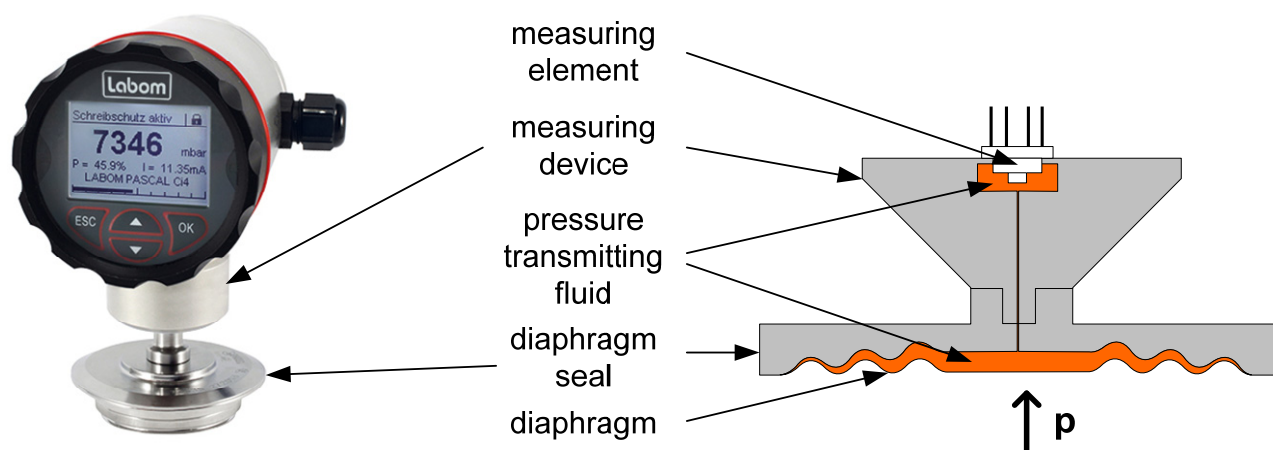 Labom
Schreibschutz aktiv
7346 mbar
P = 45.9% I = 11.35mA
LABOM PASCAL Ci4
ESC
OK
measuring
element
measuring
device
pressure
transmitting
fluid
diaphragm
seal
diaphragm
p